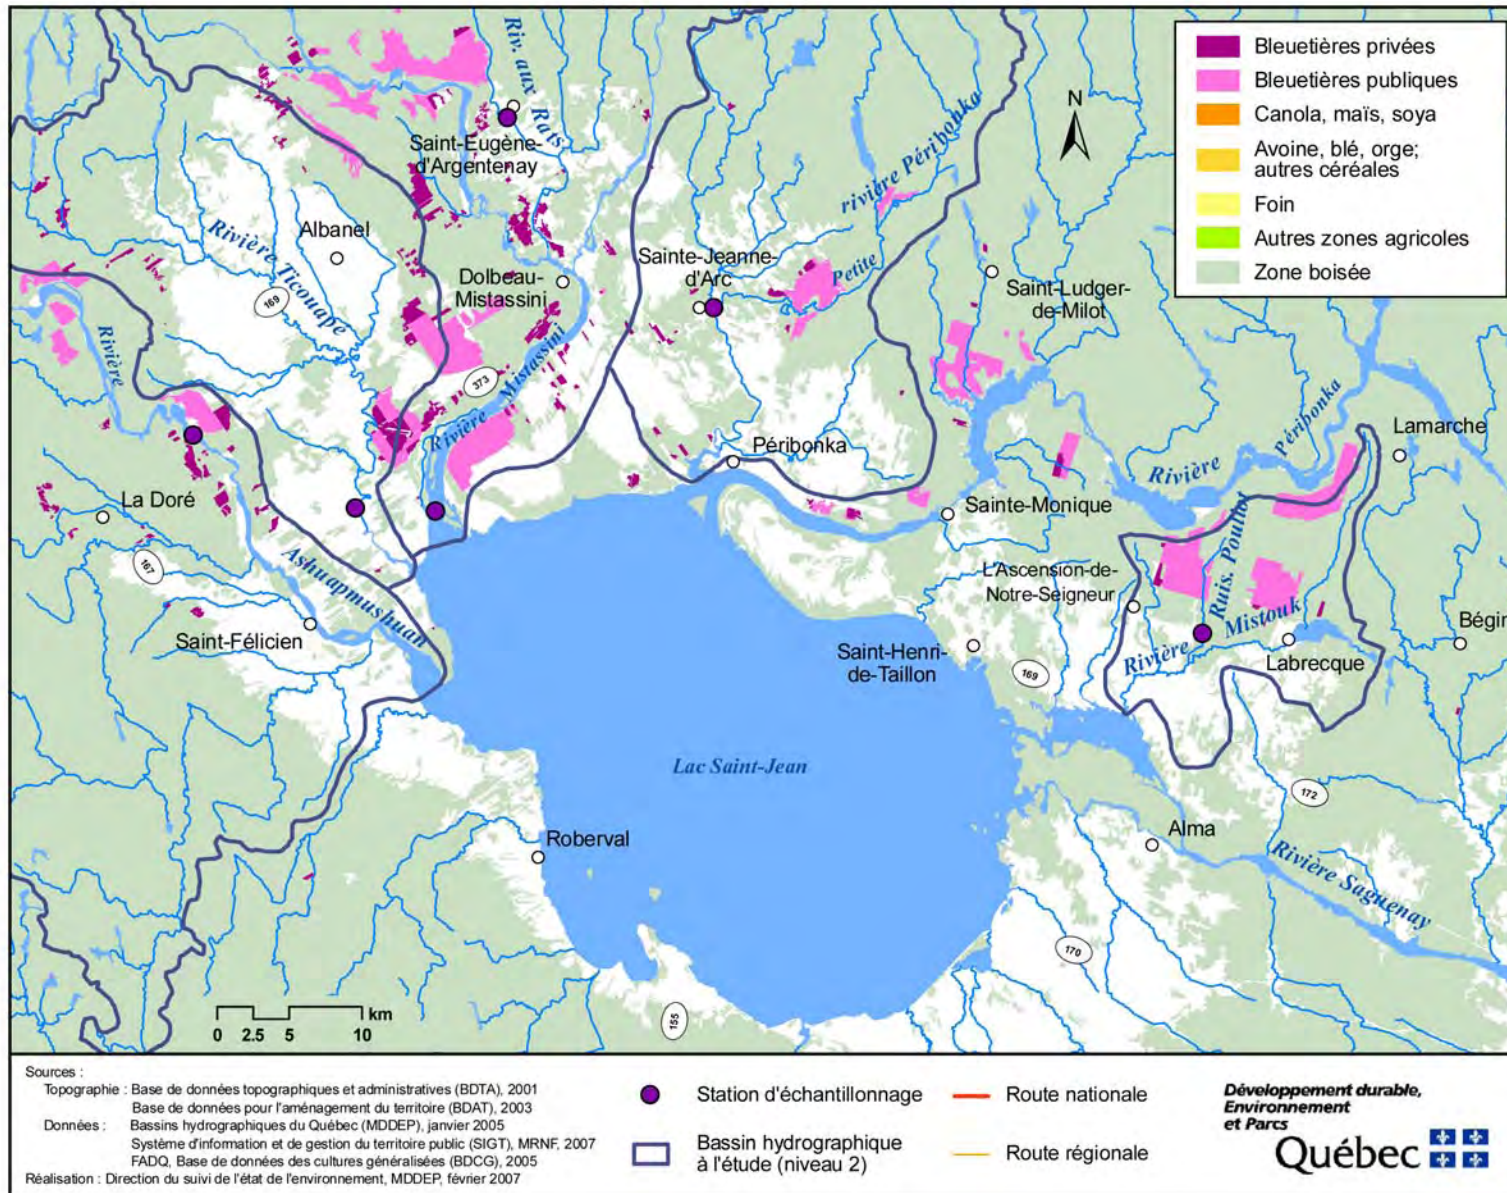 Bleuetières privées
Bleuetières publiques
Canola, maïs, soya
Avoine, blé, orge;
autres céréales
Foin
Autres zones agricoles
Zone boisée
N
Riv. aux Rats
Saint-Eugène-
d'Argentenay
Albanel
Rivière Ticouapé
169
Dolbeau-
Mistassini
Sainte-Jeanne-
d'Arc
Petite rivière Péribonka
Saint-Ludger-
de-Milot
373
Rivière Mistassini
Rivière Ashuapmushuan
La Doré
167
Saint-Félicien
Péribonka
Sainte-Monique
Rivière Péribonka
Lamarche
L'Ascension-de-
Notre-Seigneur
Ruis. Pouliot
Rivière Mistouk
Labrecque
Bégin
Saint-Henri-
de-Taillon
169
Lac Saint-Jean
172
Alma
Rivière Saguenay
Roberval
170
155
km
0 2.5 5 10
Sources :
Topographie : Base de données topographiques et administratives (BDTA), 2001
Base de données pour l'aménagement du territoire (BDAT), 2003
Données : Bassins hydrographiques du Québec (MDDEP), janvier 2005
Système d'information et de gestion du territoire public (SIGT), MRNF, 2007
FADQ, Base de données des cultures généralisées (BDCG), 2005
Réalisation : Direction du suivi de l'état de l'environnement, MDDEP, février 2007
Station d'échantillonnage
Bassin hydrographique
à l'étude (niveau 2)
Route nationale
Route régionale
Développement durable,
Environnement
et Parcs
Québec